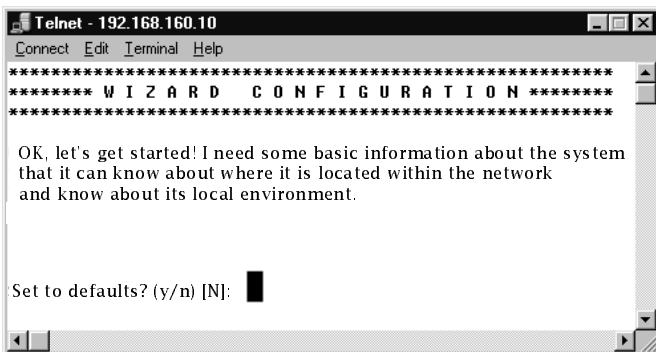 Telnet - 192.168.160.10
Connect Edit Terminal Help
*********************************************************
******** W I Z A R D   C O N F I G U R A T I O N ********
*********************************************************
OK, let's get started! I need some basic information about the system
that it can know about where it is located within the network
and know about its local environment.
Set to defaults? (y/n) [N]: